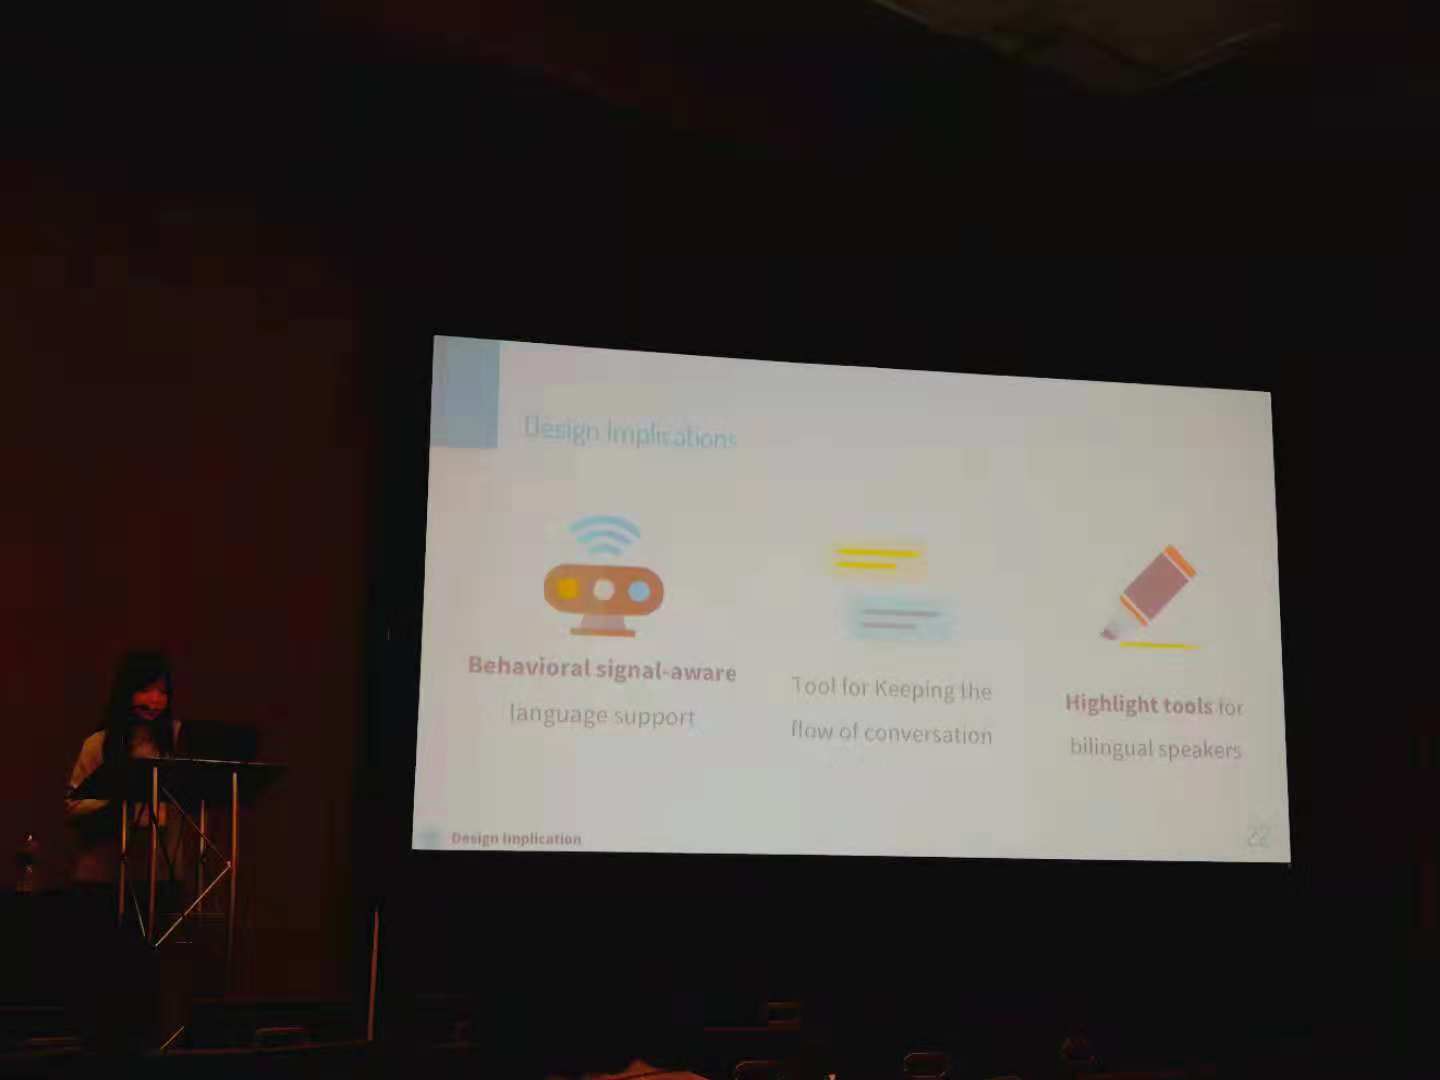 Design Implications
Behavioral signal-aware
language support
Tool for Keeping the
flow of conversation
Highlight tools for
bilingual speakers
Design Implication
22